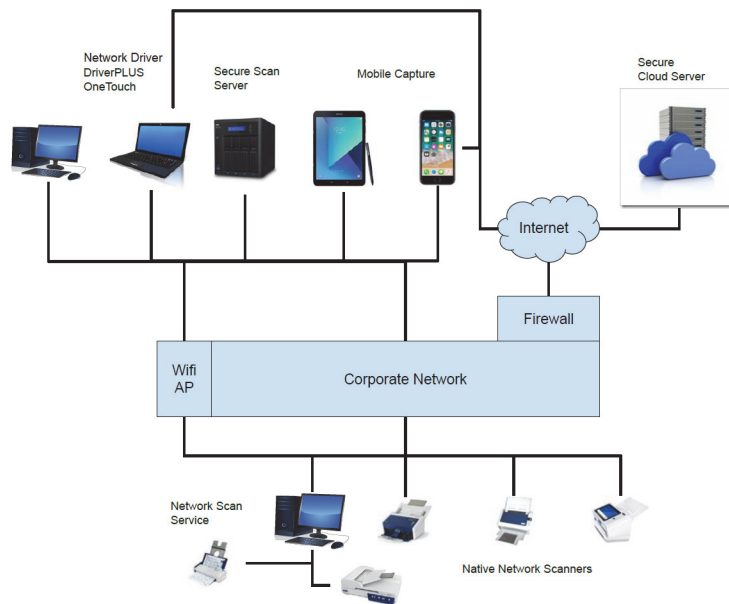 Network Driver
DriverPLUS
OneTouch
Secure Scan
Server
Mobile Capture
Secure
Cloud Server
Internet
Firewall
Wifi
AP
Corporate Network
Network Scan
Service
Native Network Scanners